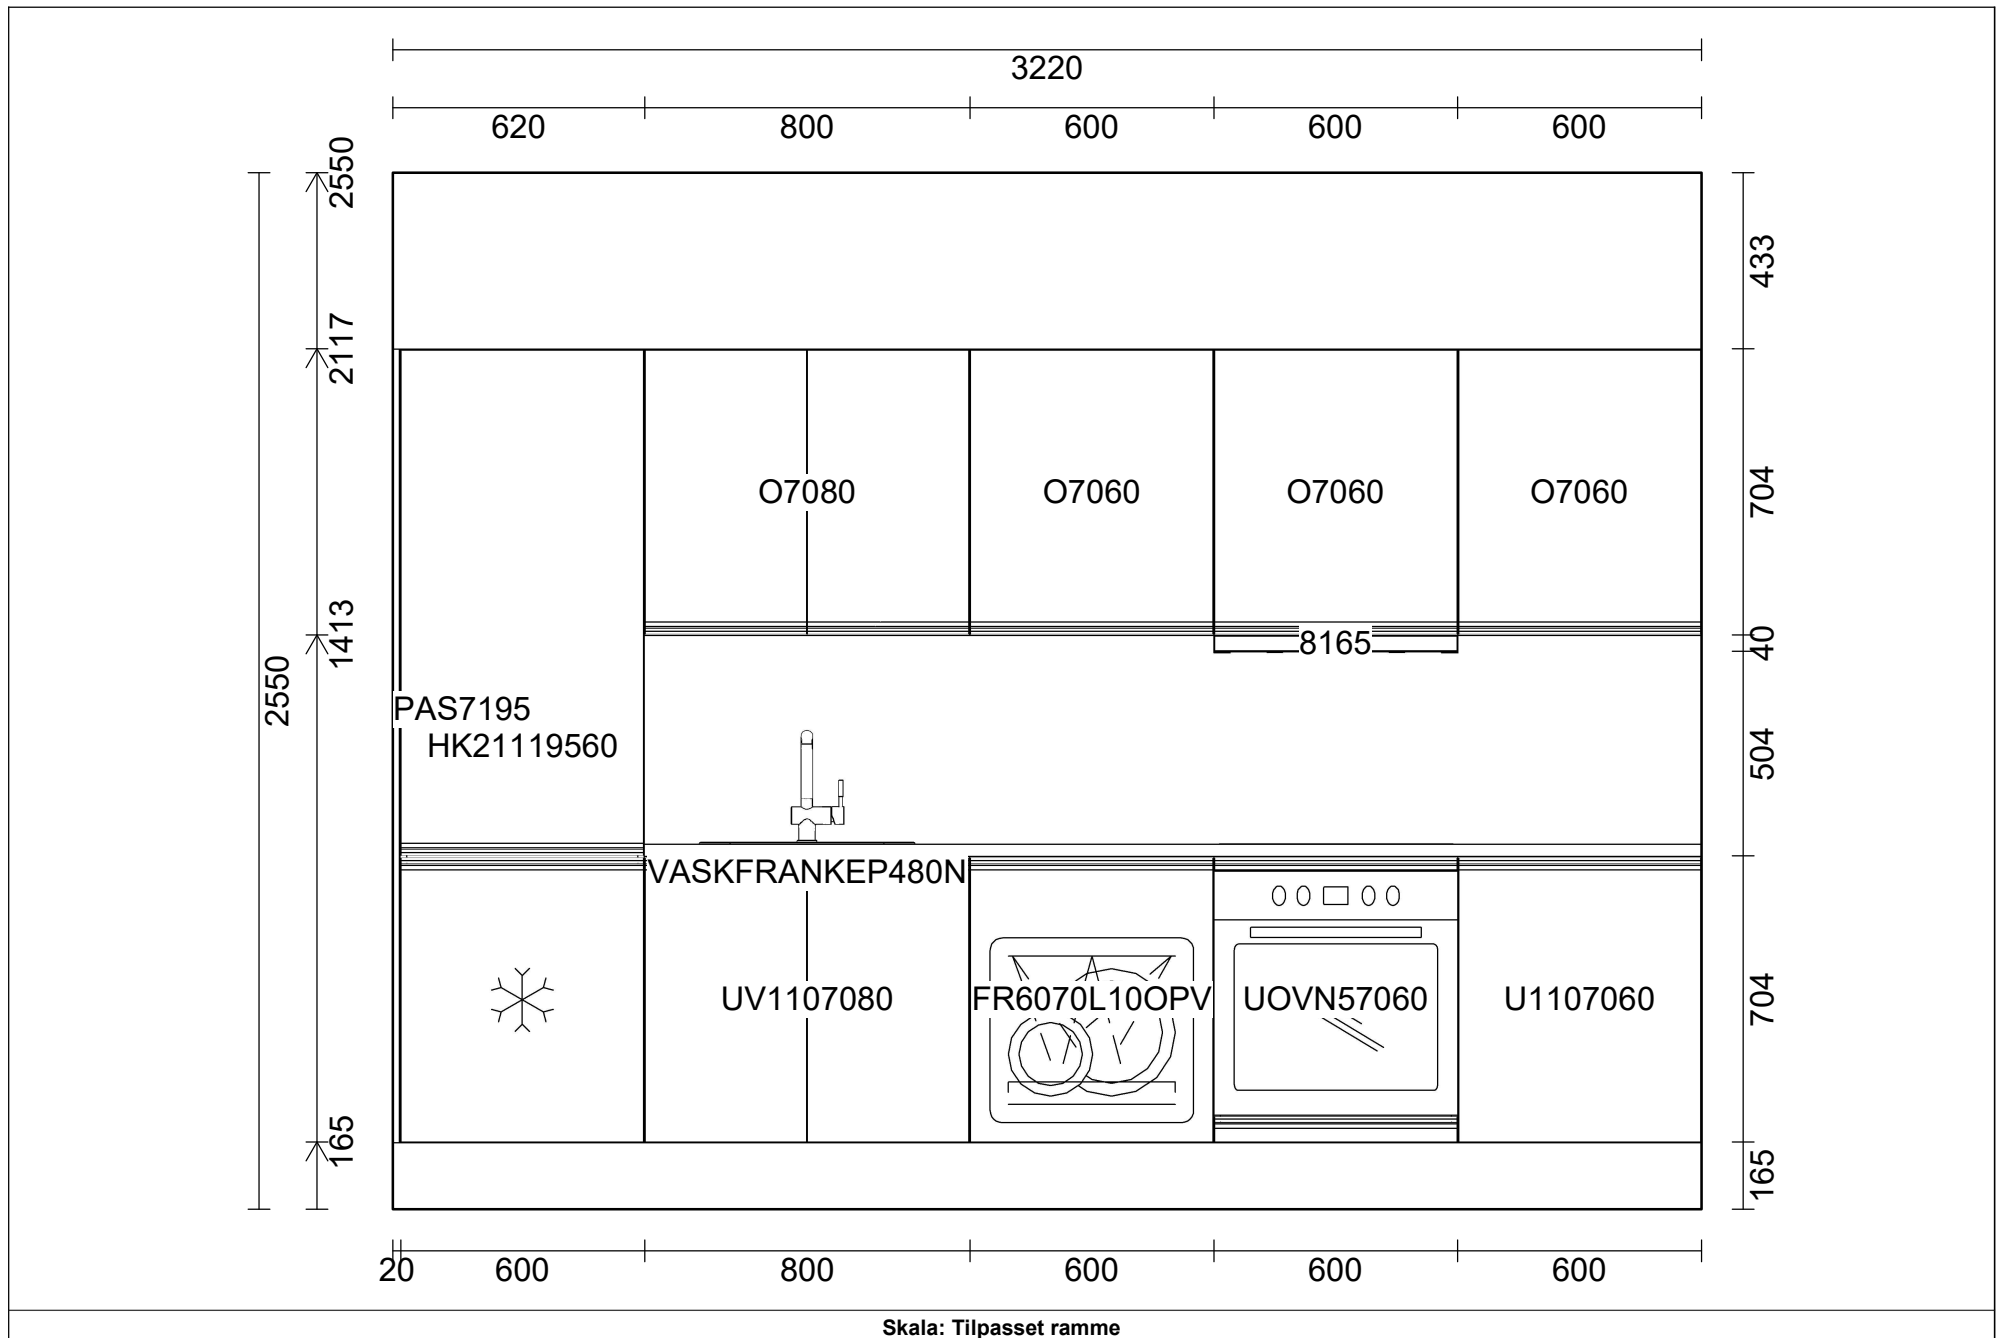 3220
620 800 600 600 600
2550
2117
1413
165
2550
433
704
40
504
704
165
O7080 O7060 O7060 O7060
8165
PAS7195
HK21119560
VASKFRANKEP480N
UV1107080 FR6070L10OPV UOVN57060 U1107060
20 600 800 600 600 600
Skala: Tilpasset ramme